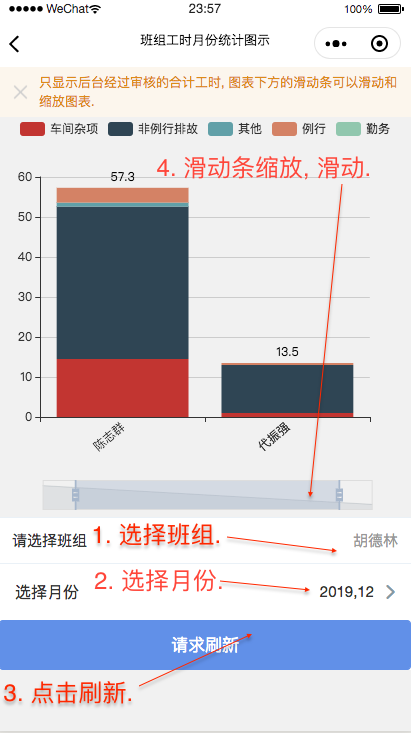 WeChat 23:57 100%
班组工时月份统计图示
只显示后台经过审核的合计工时, 图表下方的滑动条可以滑动和
缩放图表.
车间杂项 非例行排故 其他 例行 勤务
4. 滑动条缩放, 滑动.
60
57.3
50
40
30
20
13.5
10
0
陈志群 代振强
请选择班组 1. 选择班组. 胡德林
选择月份 2. 选择月份. 2019,12
请求刷新
3. 点击刷新.